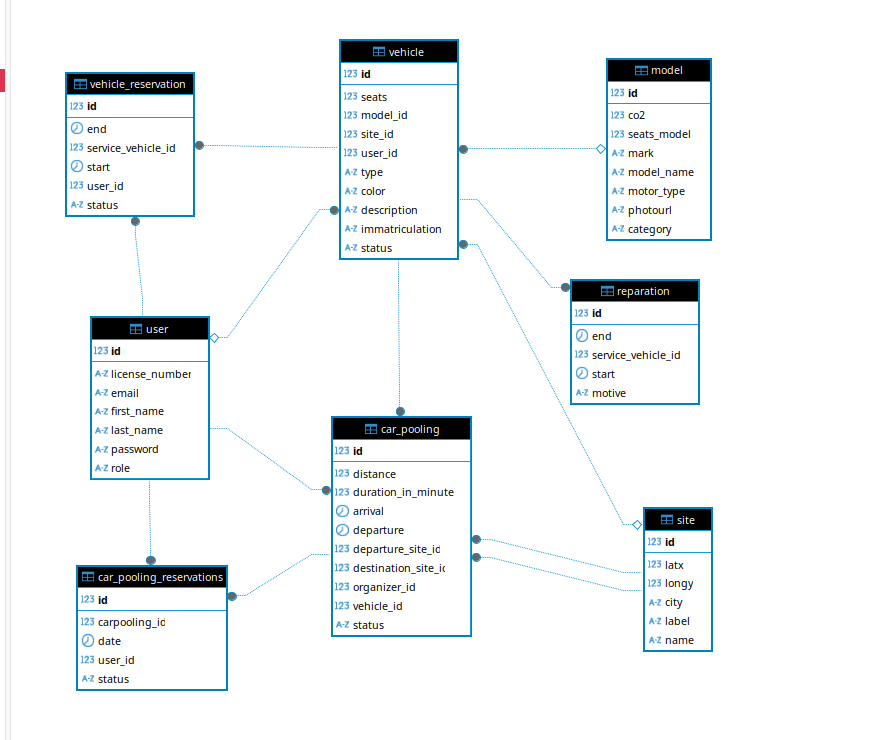 vehicle_reservation
123 id
end
123 service_vehicle_id
start
123 user_id
A-Z status
vehicle
123 id
123 seats
123 model_id
123 site_id
123 user_id
A-Z type
A-Z color
A-Z description
A-Z immatriculation
A-Z status
model
123 id
123 co2
123 seats_model
A-Z mark
A-Z model_name
A-Z motor_type
A-Z photourl
A-Z category
reparation
123 id
end
123 service_vehicle_id
start
A-Z motive
user
123 id
A-Z license_number
A-Z email
A-Z first_name
A-Z last_name
A-Z password
A-Z role
car_pooling
123 id
123 distance
123 duration_in_minute
arrival
departure
123 departure_site_id
123 destination_site_ic
123 organizer_id
123 vehicle_id
A-Z status
site
123 id
123 latx
123 longy
A-Z city
A-Z label
A-Z name
car_pooling_reservations
123 id
123 carpooling_id
date
123 user_id
A-Z status